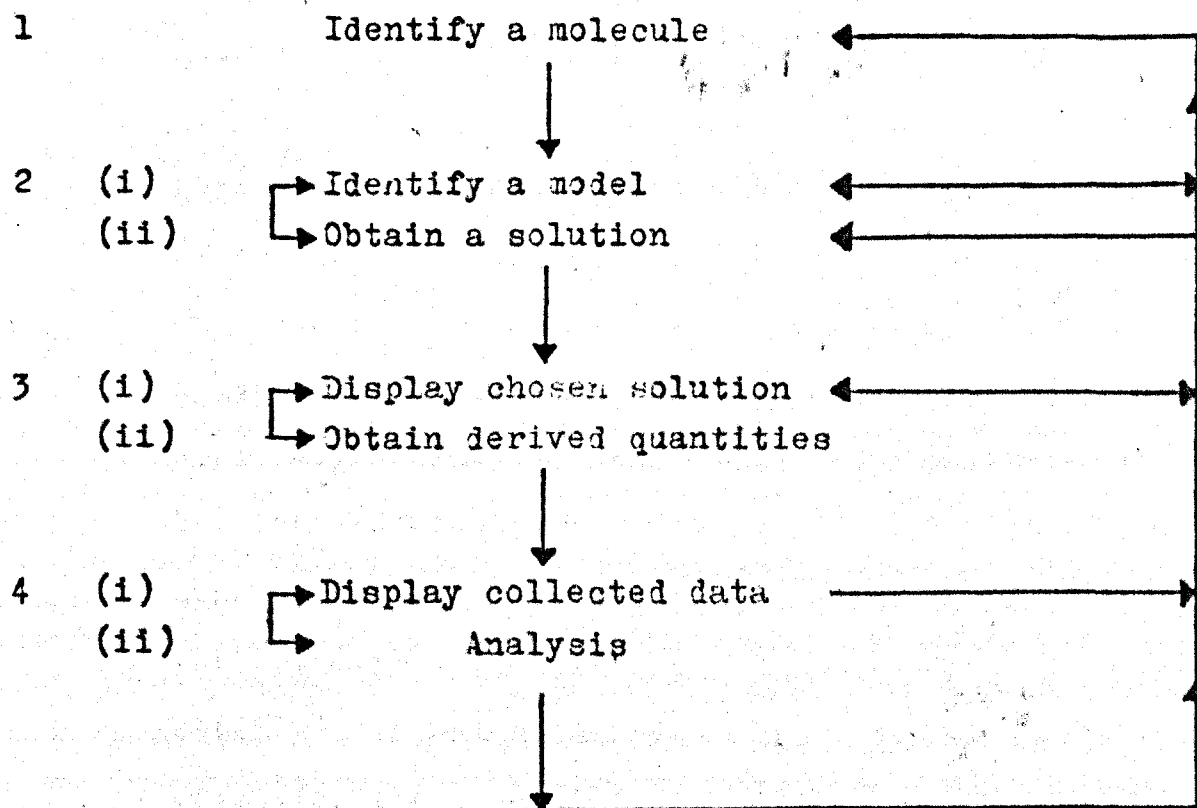 1 Identify a molecule
2 (i) Identify a model
(ii) Obtain a solution
3 (i) Display chosen solution
(ii) Obtain derived quantities
4 (i) Display collected data
(ii) Analysis